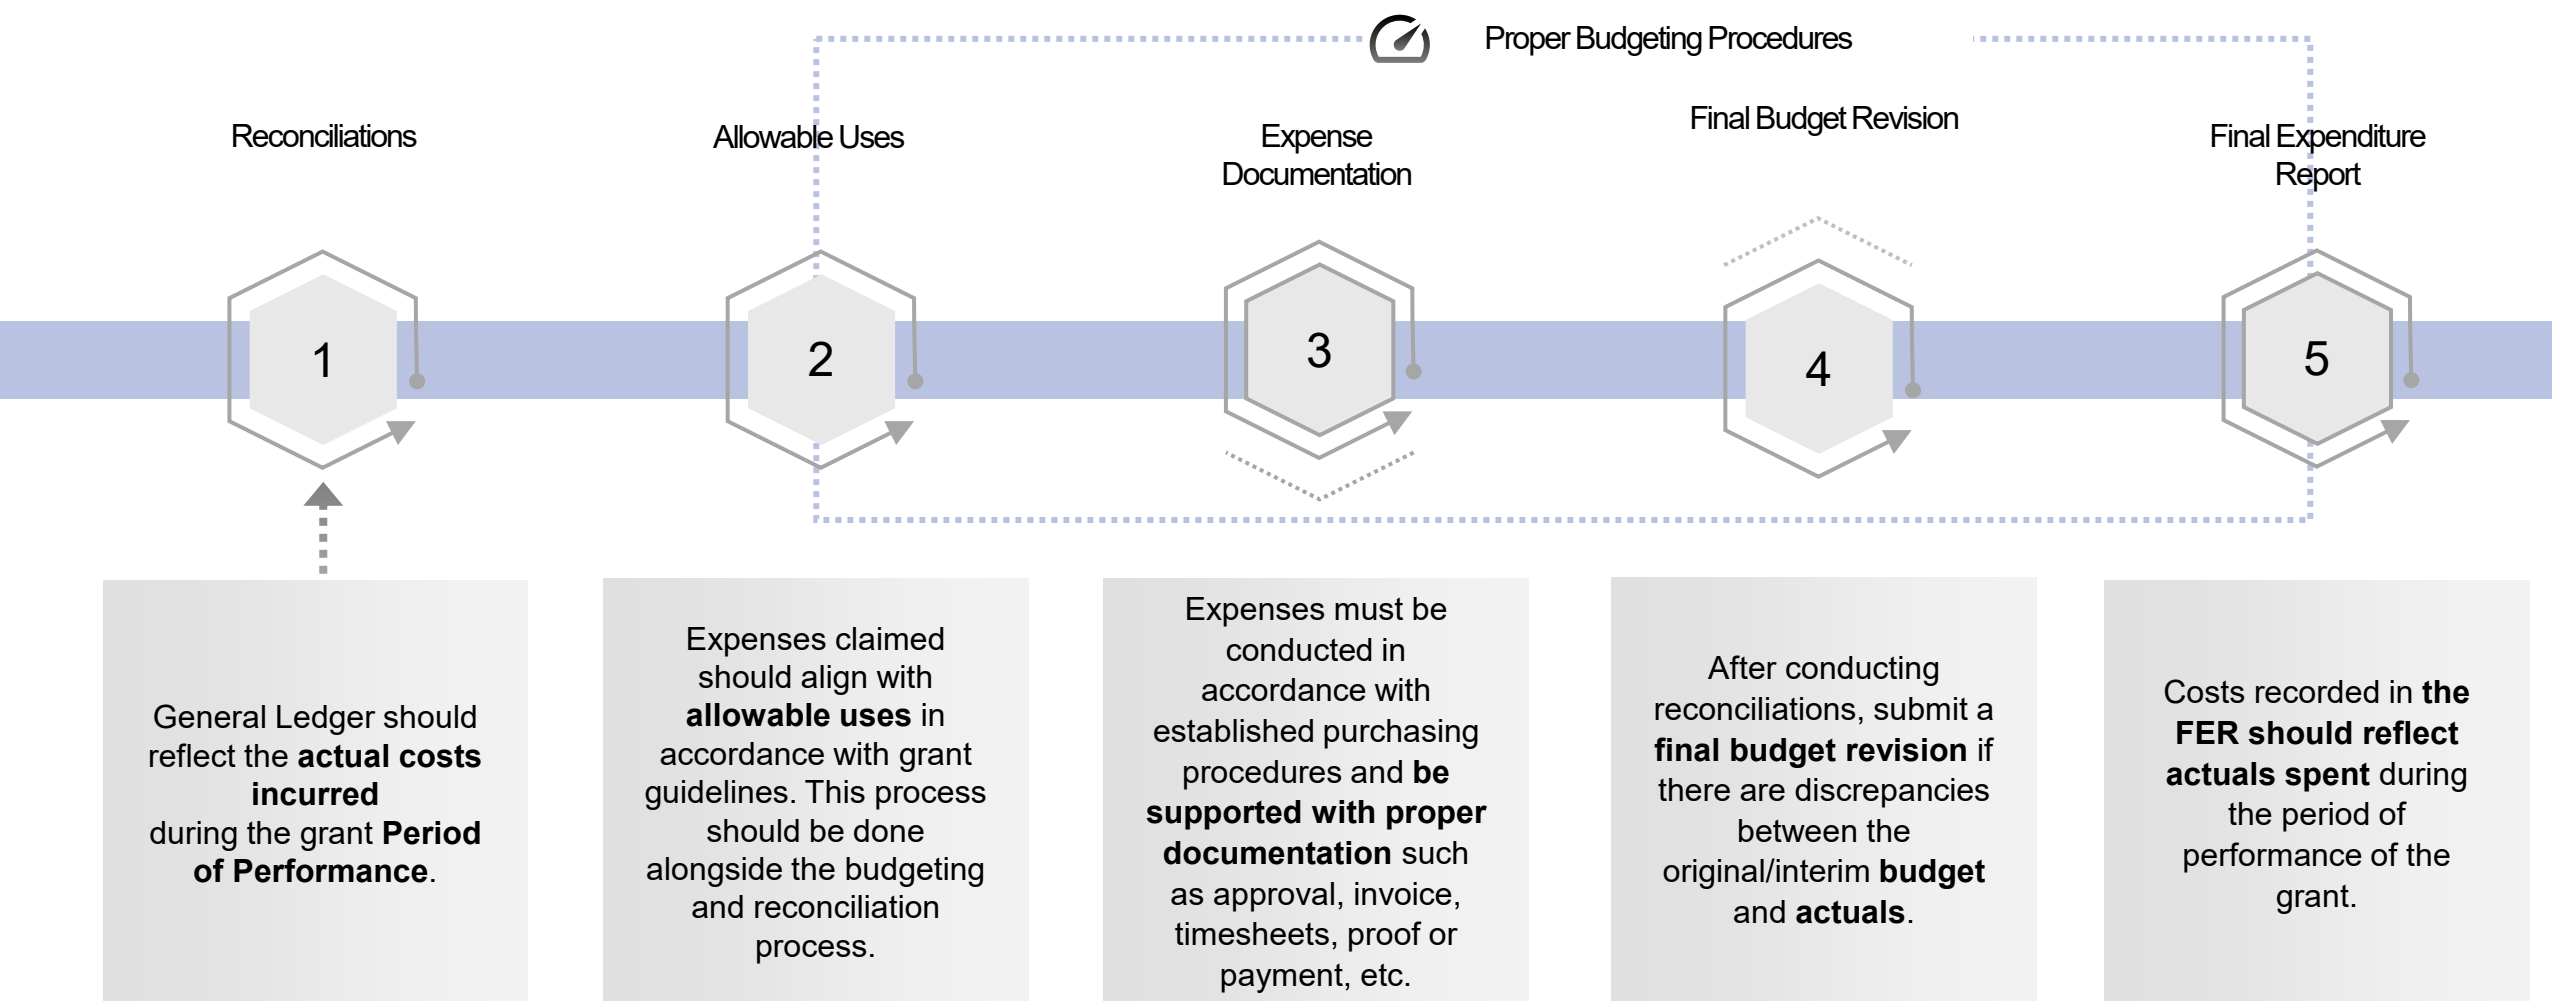 Proper Budgeting Procedures
Reconciliations
Allowable Uses
Expense
Documentation
Final Budget Revision
Final Expenditure
Report
1
2
3
4
5
General Ledger should
reflect the actual costs
incurred
during the grant Period
of Performance.
Expenses claimed
should align with
allowable uses in
accordance with grant
guidelines. This process
should be done
alongside the budgeting
and reconciliation
process.
Expenses must be
conducted in
accordance with
established purchasing
procedures and be
supported with proper
documentation such
as approval, invoice,
timesheets, proof or
payment, etc.
After conducting
reconciliations, submit a
final budget revision if
there are discrepancies
between the
original/interim budget
and actuals.
Costs recorded in the
FER should reflect
actuals spent during
the period of
performance of the
grant.